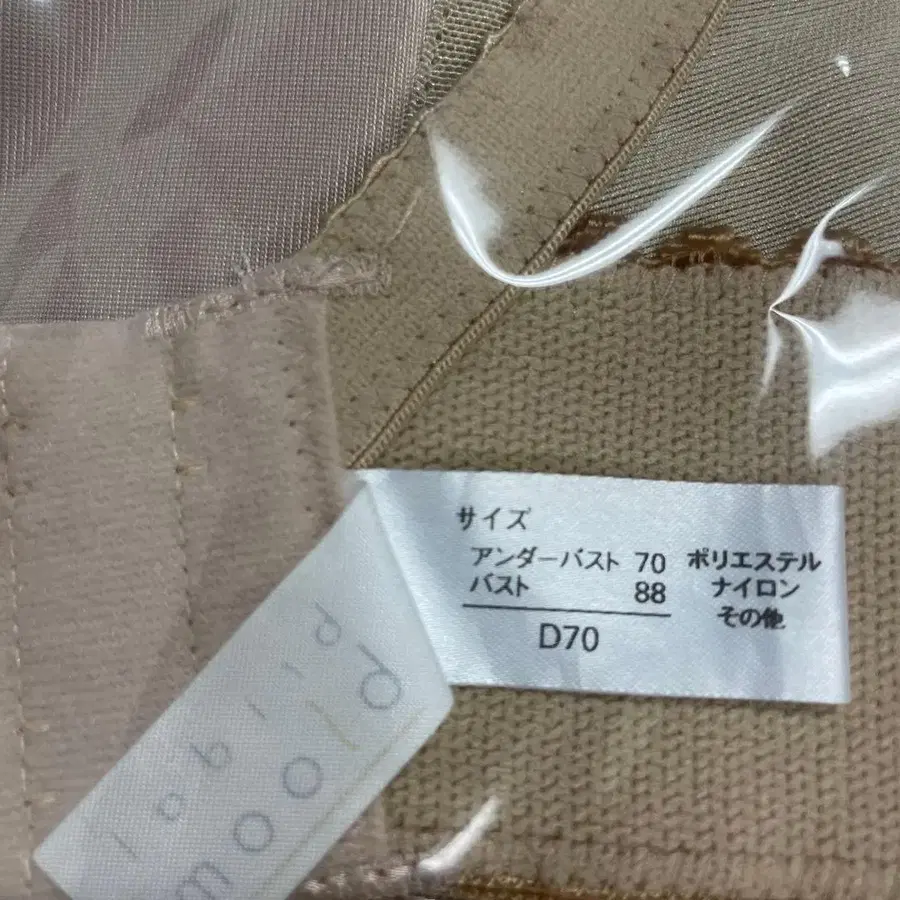 サイズ
アンダーバスト 70
バスト 88
D70
ポリエステル
ナイロン
その他